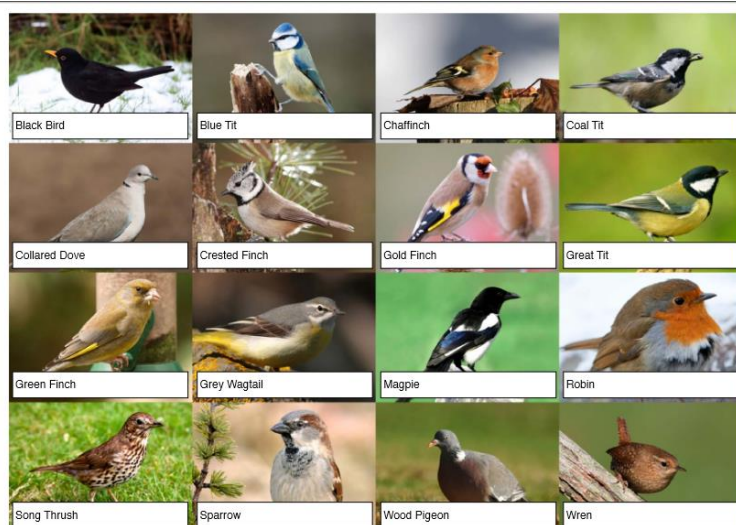 Black Bird
Blue Tit
Chaffinch
Coal Tit
Collared Dove
Crested Finch
Gold Finch
Great Tit
Green Finch
Grey Wagtail
Magpie
Robin
Song Thrush
Sparrow
Wood Pigeon
Wren